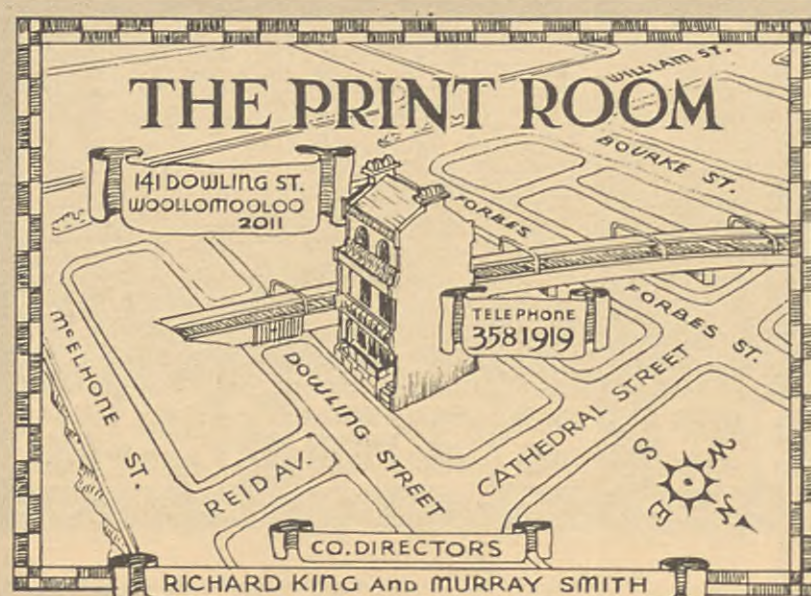 THE PRINT ROOM
WILLIAM ST.
BOURKE ST.
141 DOWLING ST.
WOOLLOMOOLOO
2011
FORBES
TELEPHONE
3581919
FORBES ST.
McELHONE ST.
DOWLING STREET
CATHEDRAL STREET
REID AV.
S W
E N
CO.DIRECTORS
RICHARD KING AND MURRAY SMITH